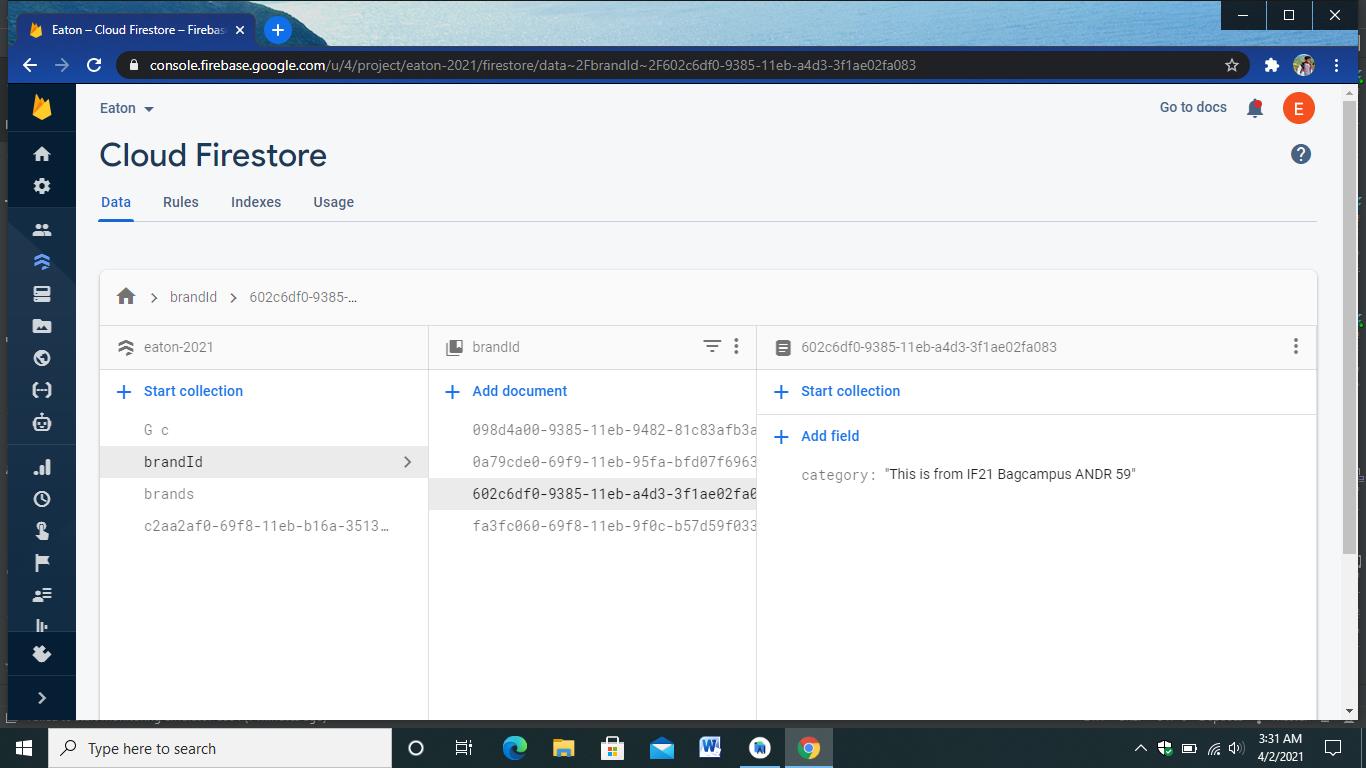 Eaton – Cloud Firestore – Firebas
console.firebase.google.com/u/4/project/eaton-2021/firestore/data~2FbrandId~2F602c6df0-9385-11eb-a4d3-3f1ae02fa083
Eaton
Go to docs
E
Cloud Firestore
?
Data Rules Indexes Usage
brandId 602c6df0-9385-...
eaton-2021
brandId
602c6df0-9385-11eb-a4d3-3f1ae02fa083
Start collection
Add document
Start collection
G c
brandId
brands
c2aa2af0-69f8-11eb-b16a-3513…
098d4a00-9385-11eb-9482-81c83afb3a
0a79cde0-69f9-11eb-95fa-bfd07f6963
602c6df0-9385-11eb-a4d3-3f1ae02fa0
fa3fc060-69f8-11eb-9f0c-b57d59f033
Add field
category: "This is from IF21 Bagcampus ANDR 59"
Type here to search
3:31 AM
4/2/2021